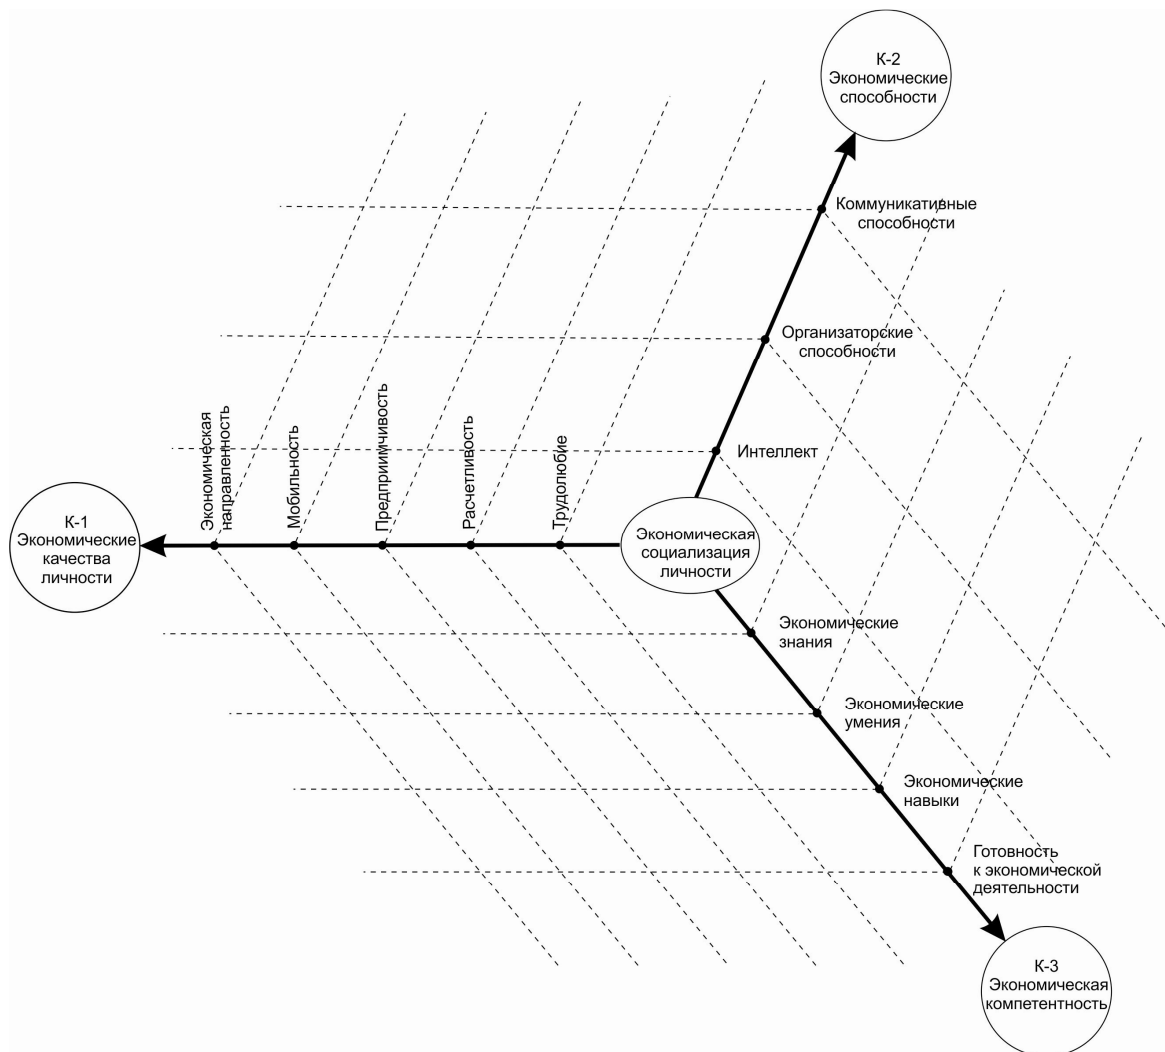 К-2
Экономические
способности
Коммуникативные
способности
Организаторские
способности
Интеллект
Экономическая
направленность
Мобильность
Предприимчивость
Расчетливость
Трудолюбие
К-1
Экономические
качества
личности
Экономическая
социализация
личности
Экономические
знания
Экономические
умения
Экономические
навыки
Готовность
к экономической
деятельности
К-3
Экономическая
компетентность